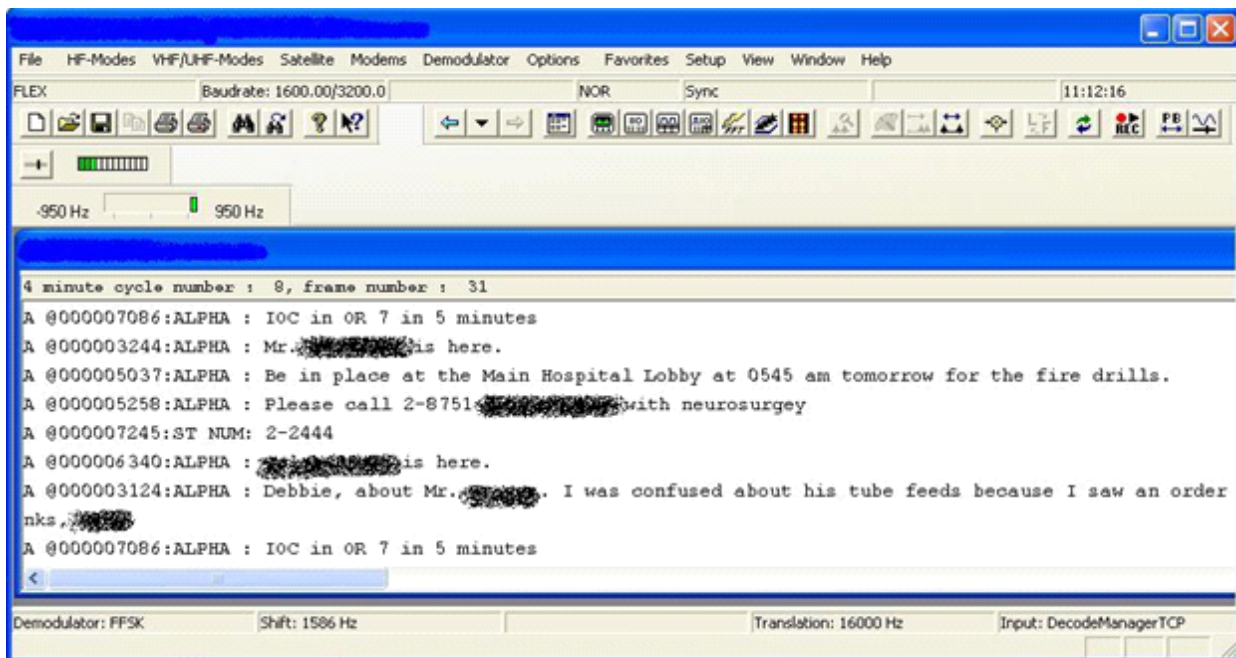 File HF-Modes VHF/UHF-Modes Satellite Modems Demodulator Options Favorites Setup View Window Help
FLEX Baudrate: 1600.00/3200.0 NOR Sync 11:12:16
REC PB
-950 Hz 950 Hz
4 minute cycle number : 8, frame number : 31
A @000007086:ALPHA : IOC in OR 7 in 5 minutes
A @000003244:ALPHA : Mr. is here.
A @000005037:ALPHA : Be in place at the Main Hospital Lobby at 0545 am tomorrow for the fire drills.
A @000005258:ALPHA : Please call 2-8751 with neurosurgey
A @000007245:ST NUM: 2-2444
A @000006340:ALPHA : is here.
A @000003124:ALPHA : Debbie, about Mr. . I was confused about his tube feeds because I saw an order
nks,
A @000007086:ALPHA : IOC in OR 7 in 5 minutes
Demodulator: FFSK Shift: 1586 Hz Translation: 16000 Hz Input: DecodeManagerTCP